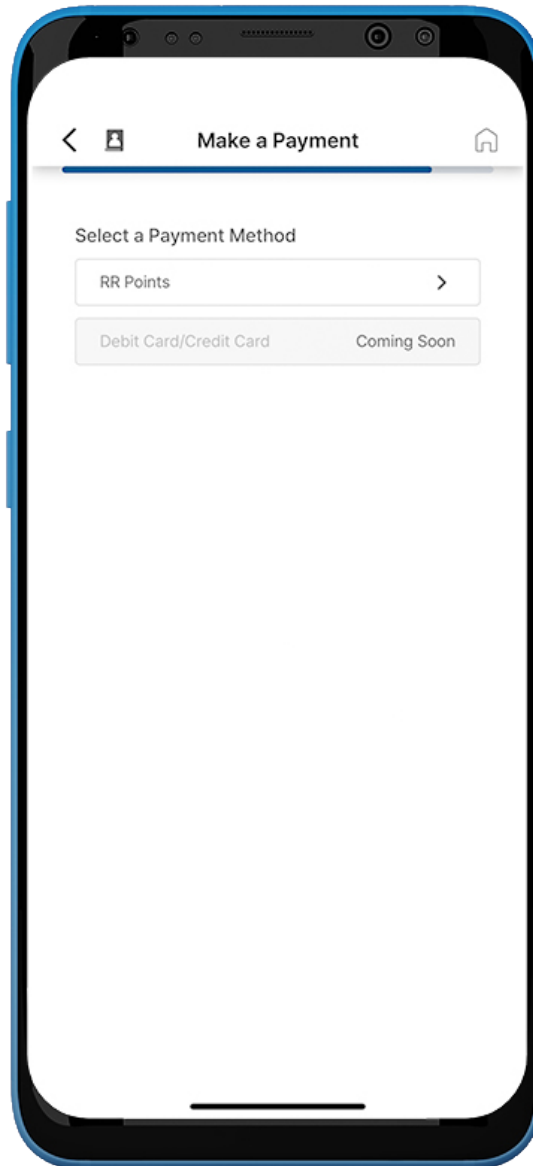 Make a Payment
Select a Payment Method
RR Points
Debit Card/Credit Card Coming Soon